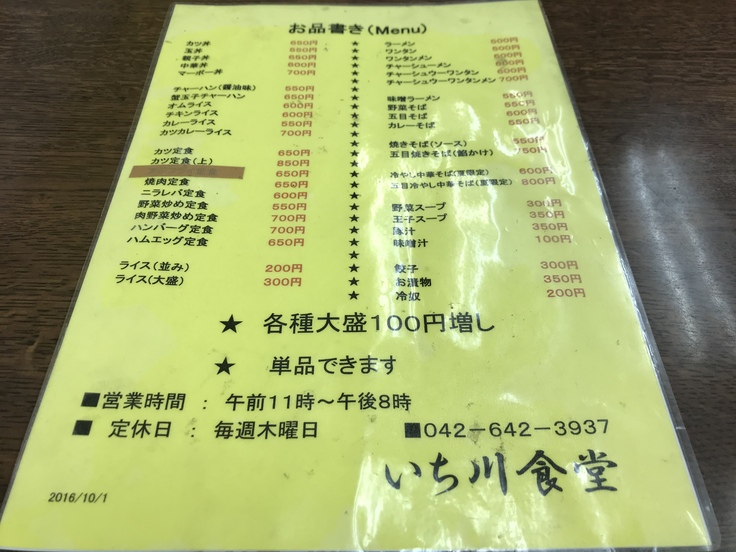 お品書き(Menu)
カツ丼 650円
玉丼 550円
親子丼 650円
中華丼 600円
マーボー丼 700円
チャーハン(醤油味) 550円
蟹玉子チャーハン 650円
オムライス 600円
チキンライス 600円
カレーライス 550円
カツカレーライス 700円
カツ定食 650円
カツ定食(上) 850円
650円
焼肉定食 650円
ニラレバ定食 600円
野菜炒め定食 550円
肉野菜炒め定食 700円
ハンバーグ定食 700円
ハムエッグ定食 650円
ライス(並み) 200円
ライス(大盛) 300円
★ ラーメン 500円
★ ワンタン 500円
★ ワンタンメン 600円
★ チャーシューメン 600円
★ チャーシュウーワンタン 600円
★ チャーシュウーワンタンメン 700円
★ 味噌ラーメン 550円
★ 野菜そば 550円
★ 五目そば 600円
★ カレーそば 550円
★ 焼きそば(ソース) 550円
★ 五目焼きそば(餡かけ) 750円
★ 冷やし中華そば(夏限定) 600円
★ 五目冷やし中華そば(夏限定) 800円
★ 野菜スープ 300円
★ 玉子スープ 350円
★ 豚汁 350円
★ 味噌汁 100円
★ 餃子 300円
★ お漬物 350円
★ 冷奴 200円
★ 各種大盛100円増し
★ 単品できます
■営業時間 : 午前11時~午後8時
■ 定休日 : 毎週木曜日
042-642-3937
いち川食堂
2016/10/1